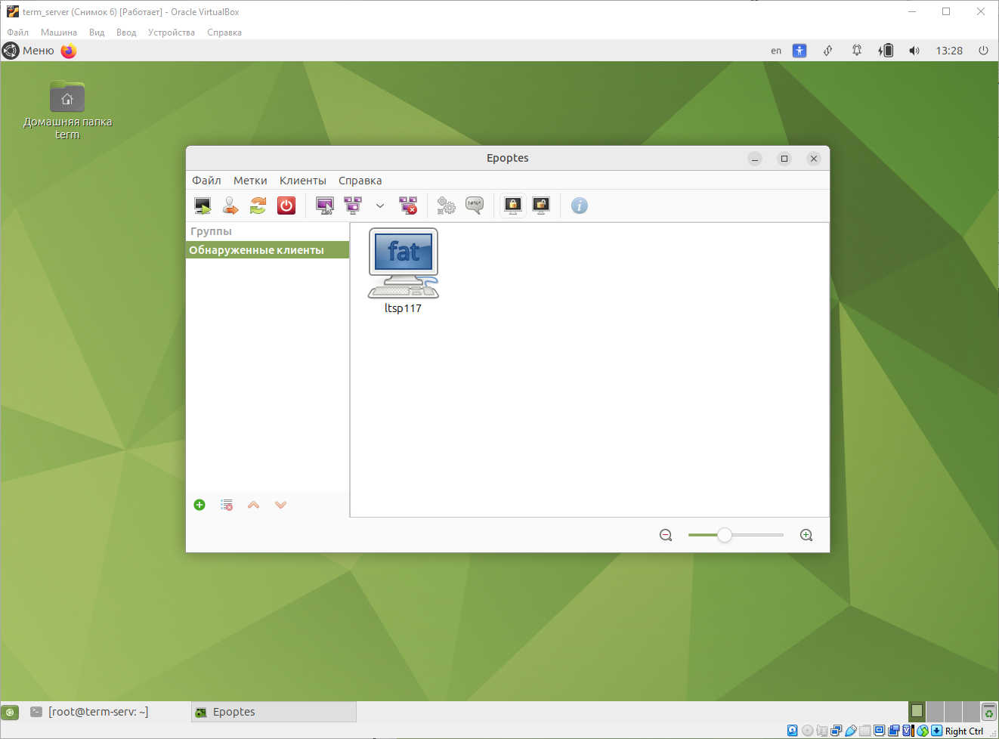 term_server (Снимок 6) [Работает] - Oracle VirtualBox
Файл Машина Вид Ввод Устройства Справка
Меню en 13:28
Домашняя папка
term
Epoptes
Файл Метки Клиенты Справка
!#%*
i
Группы
Обнаруженные клиенты
fat
ltsp117
[root@term-serv: ~] Epoptes
Right Ctrl